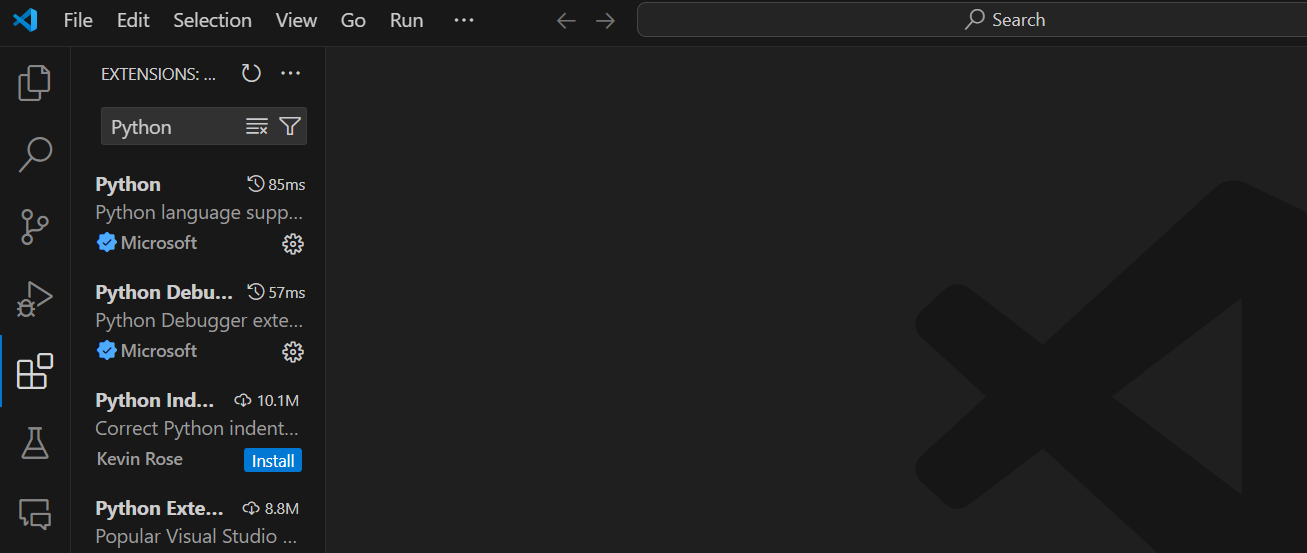 File Edit Selection View Go Run ···
Search
EXTENSIONS: ...
Python
Python 85ms
Python language supp...
Microsoft
Python Debu... 57ms
Python Debugger exte...
Microsoft
Python Ind... 10.1M
Correct Python indent...
Kevin Rose Install
Python Exte... 8.8M
Popular Visual Studio ...